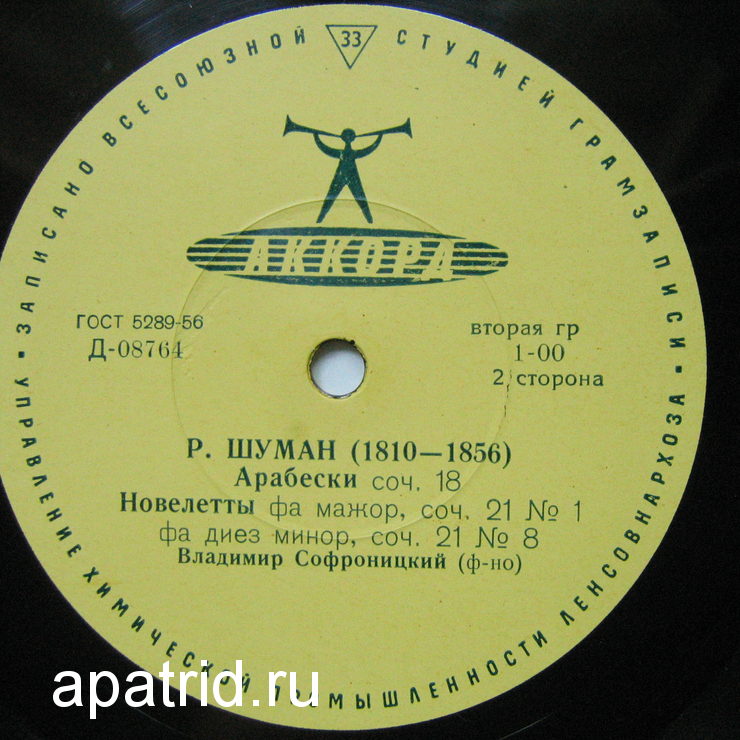 ЗАПИСАНО ВСЕСОЮЗНОЙ СТУДИЕЙ ГРАМЗАПИСИ
33
АККОРД
ГОСТ 5289-56
Д-08764
вторая гр
1-00
2 сторона
Р. ШУМАН (1810—1856)
Арабески соч. 18
Новелетты фа мажор, соч. 21 № 1
фа диез минор, соч. 21 № 8
Владимир Софроницкий (ф-но)
УПРАВЛЕНИЕ ХИМИЧЕСКОЙ ПРОМЫШЛЕННОСТИ ЛЕНСОВНАРХОЗА
apatrid.ru